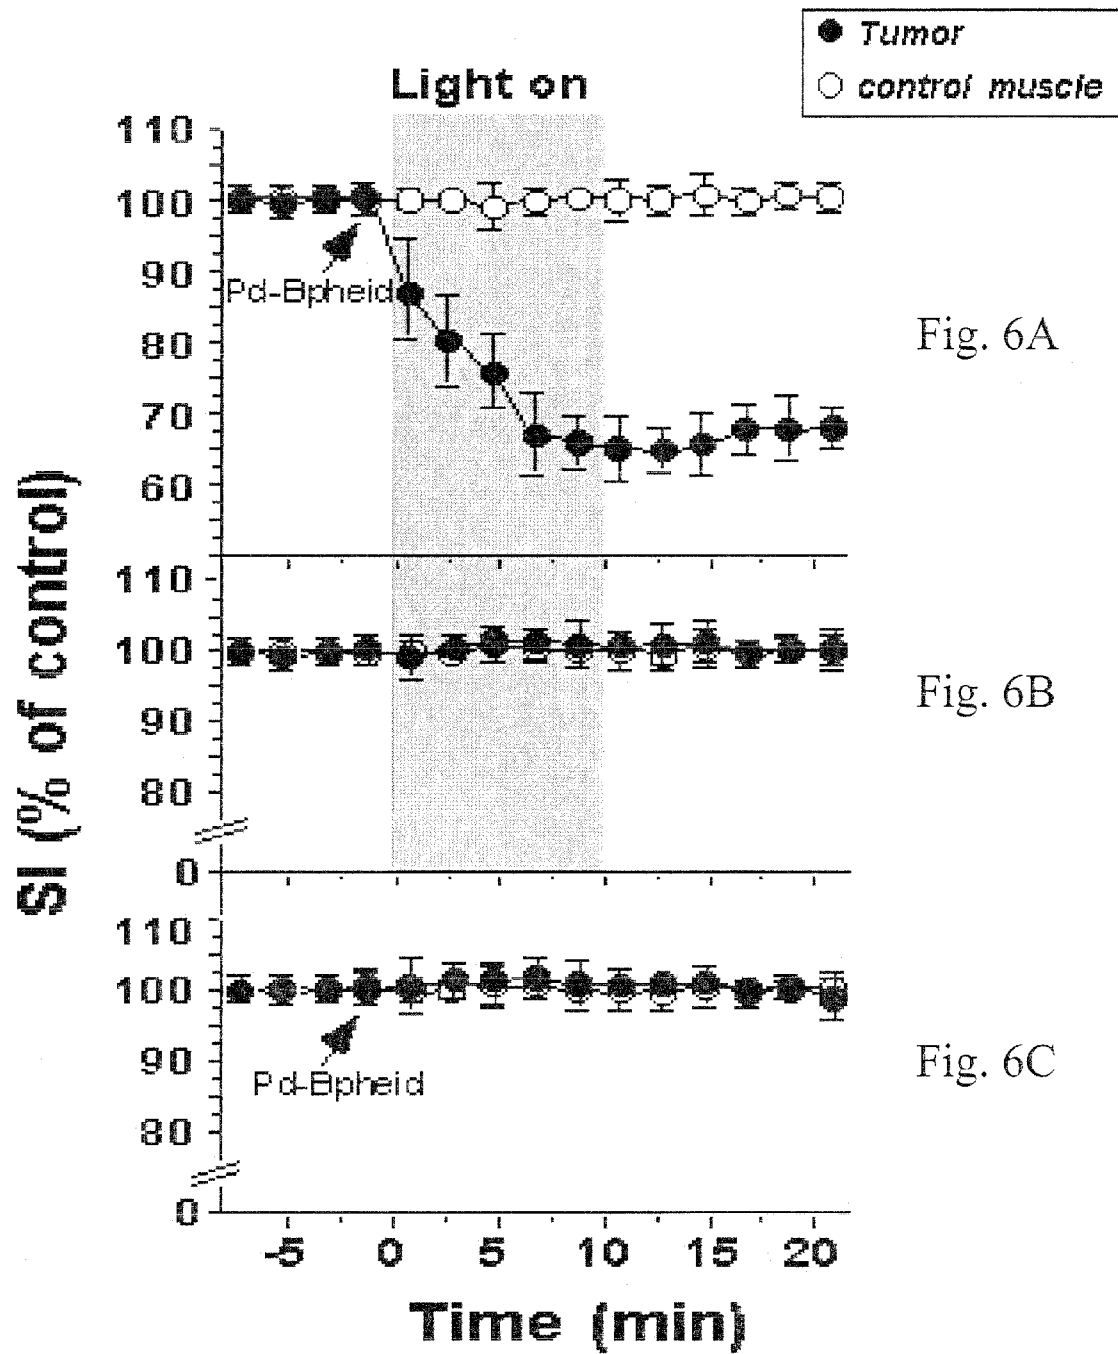 Tumor
control muscle
Light on
110
100
90
80
70
60
Pd-Bpheid
Fig. 6A
110
100
90
80
0
Fig. 6B
110
100
90
80
0
Pd-Bpheid
Fig. 6C
SI (% of control)
-5 0 5 10 15 20
Time (min)